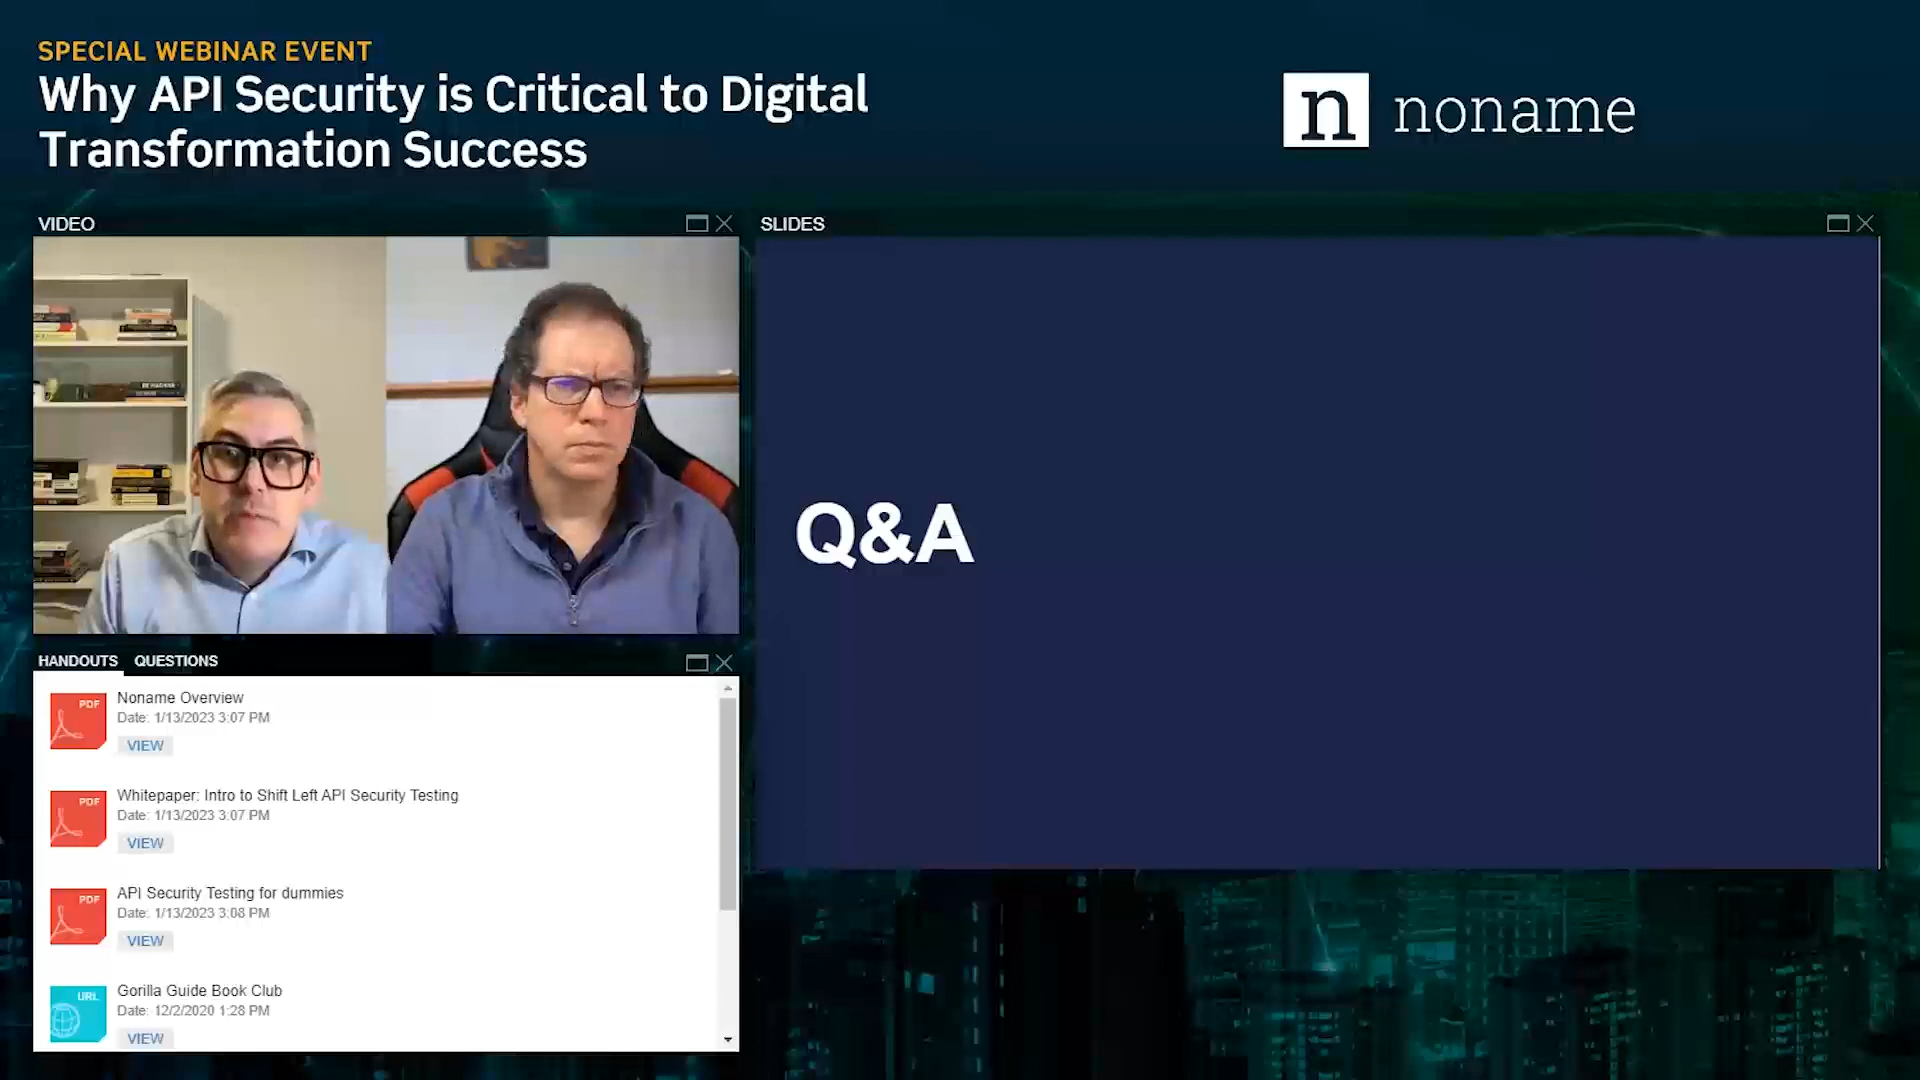 SPECIAL WEBINAR EVENT
Why API Security is Critical to Digital
Transformation Success
n noname
VIDEO
SLIDES
Q&A
HANDOUTS QUESTIONS
PDF
Noname Overview
Date: 1/13/2023 3:07 PM
VIEW
PDF
Whitepaper: Intro to Shift Left API Security Testing
Date: 1/13/2023 3:07 PM
VIEW
PDF
API Security Testing for dummies
Date: 1/13/2023 3:08 PM
VIEW
URL
Gorilla Guide Book Club
Date: 12/2/2020 1:28 PM
VIEW